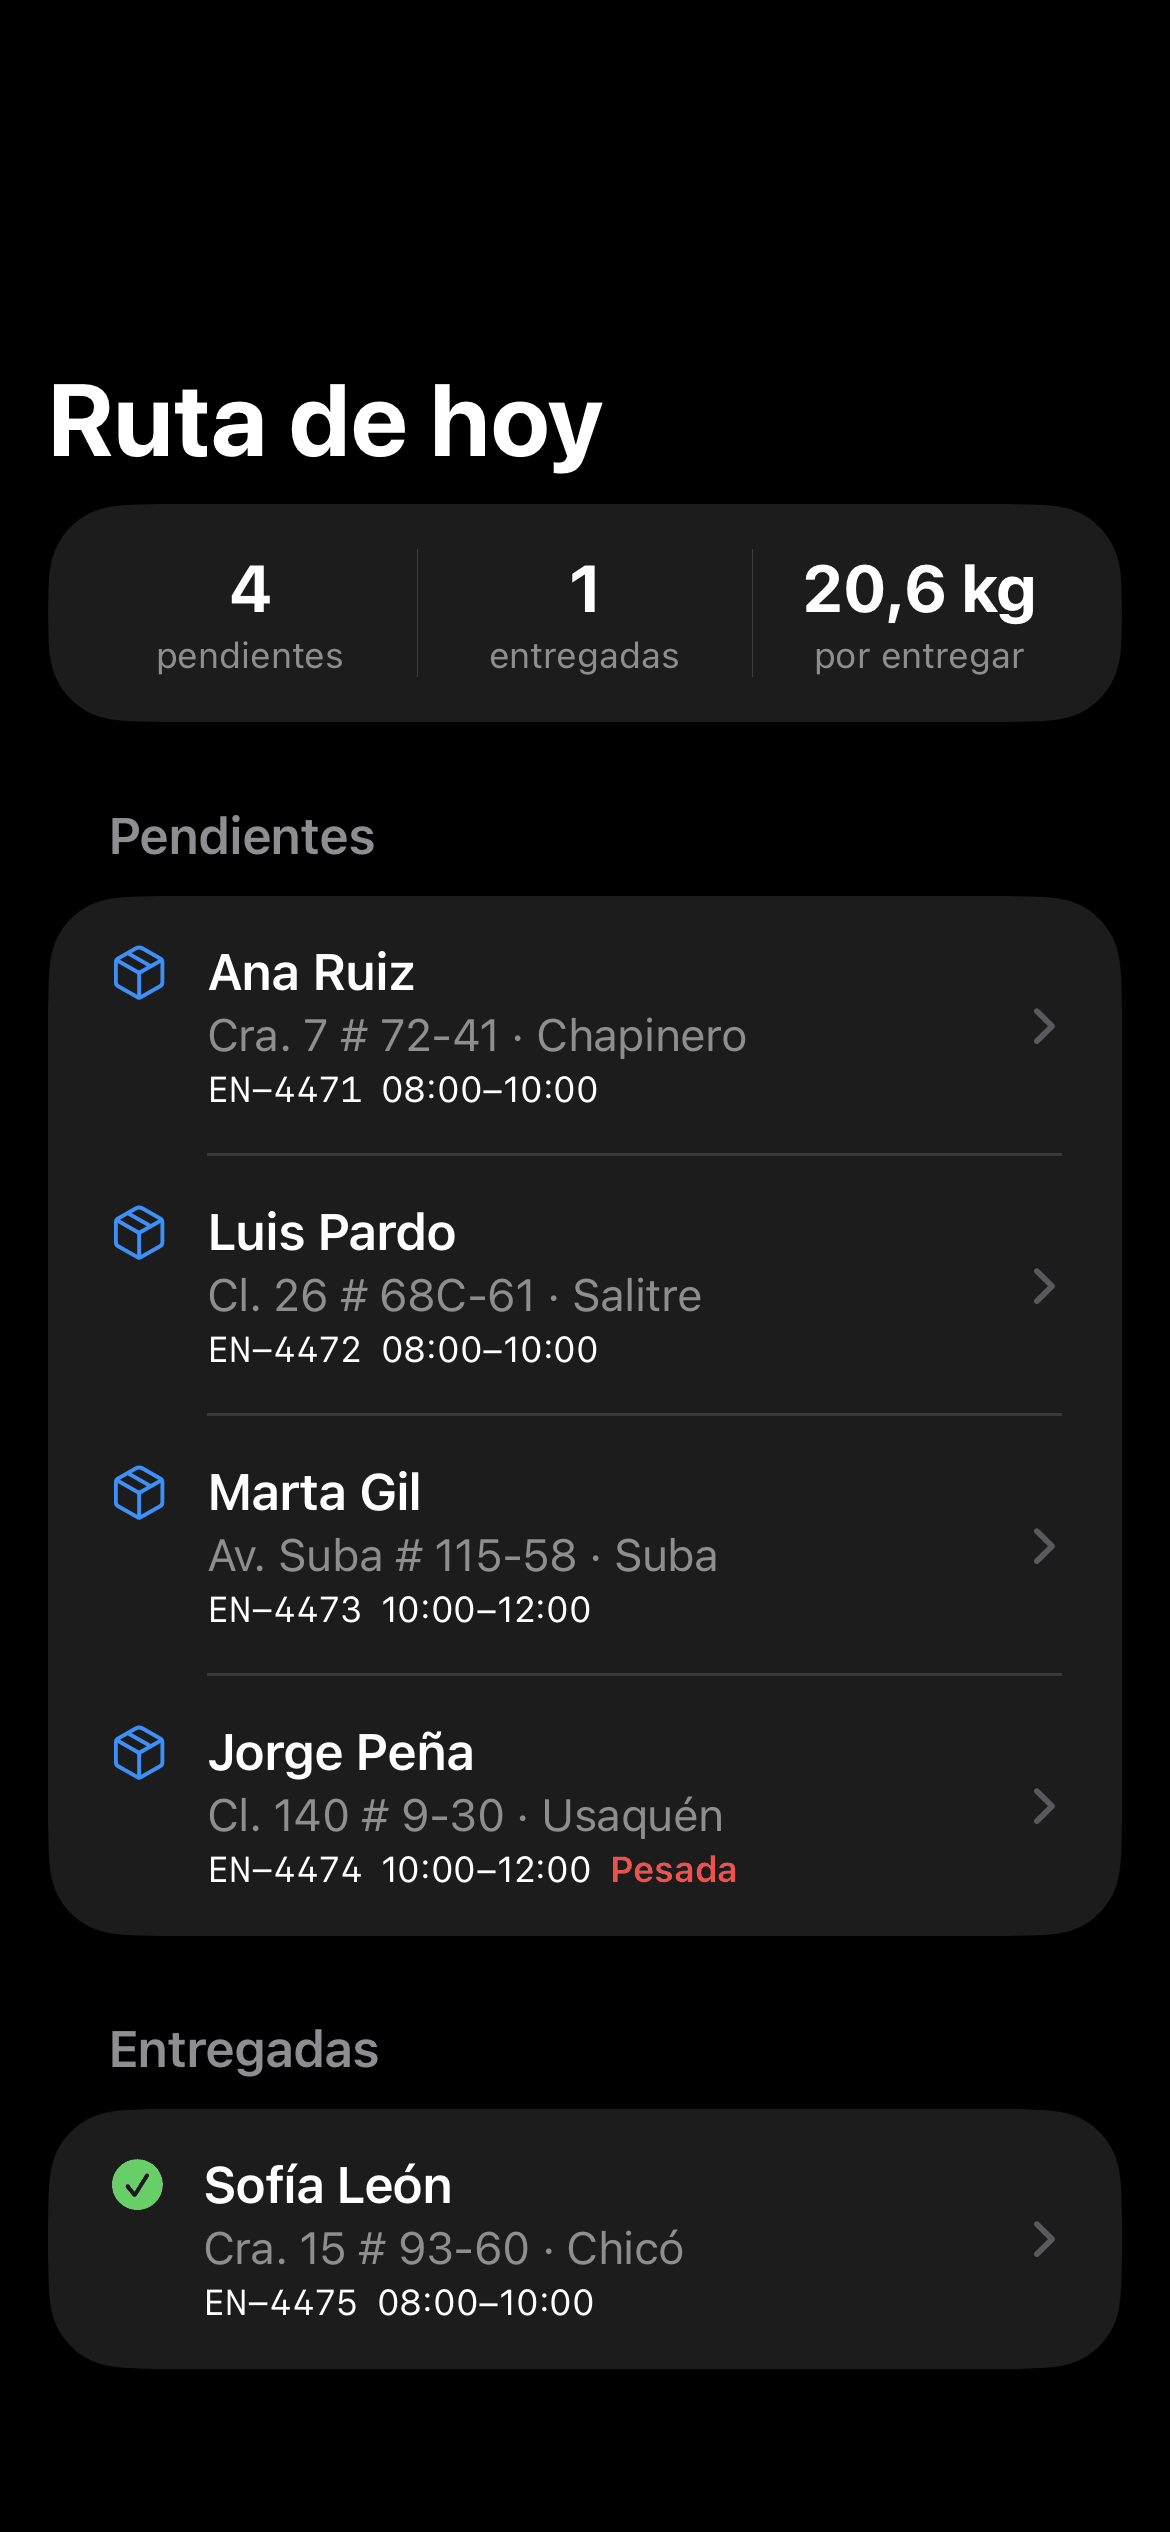 Ruta de hoy
4
pendientes
1
entregadas
20,6 kg
por entregar
Pendientes
Ana Ruiz
Cra. 7 # 72-41 · Chapinero
EN–4471 08:00–10:00
Luis Pardo
Cl. 26 # 68C-61 · Salitre
EN–4472 08:00–10:00
Marta Gil
Av. Suba # 115-58 · Suba
EN–4473 10:00–12:00
Jorge Peña
Cl. 140 # 9-30 · Usaquén
EN–4474 10:00–12:00 Pesada
Entregadas
Sofía León
Cra. 15 # 93-60 · Chicó
EN–4475 08:00–10:00